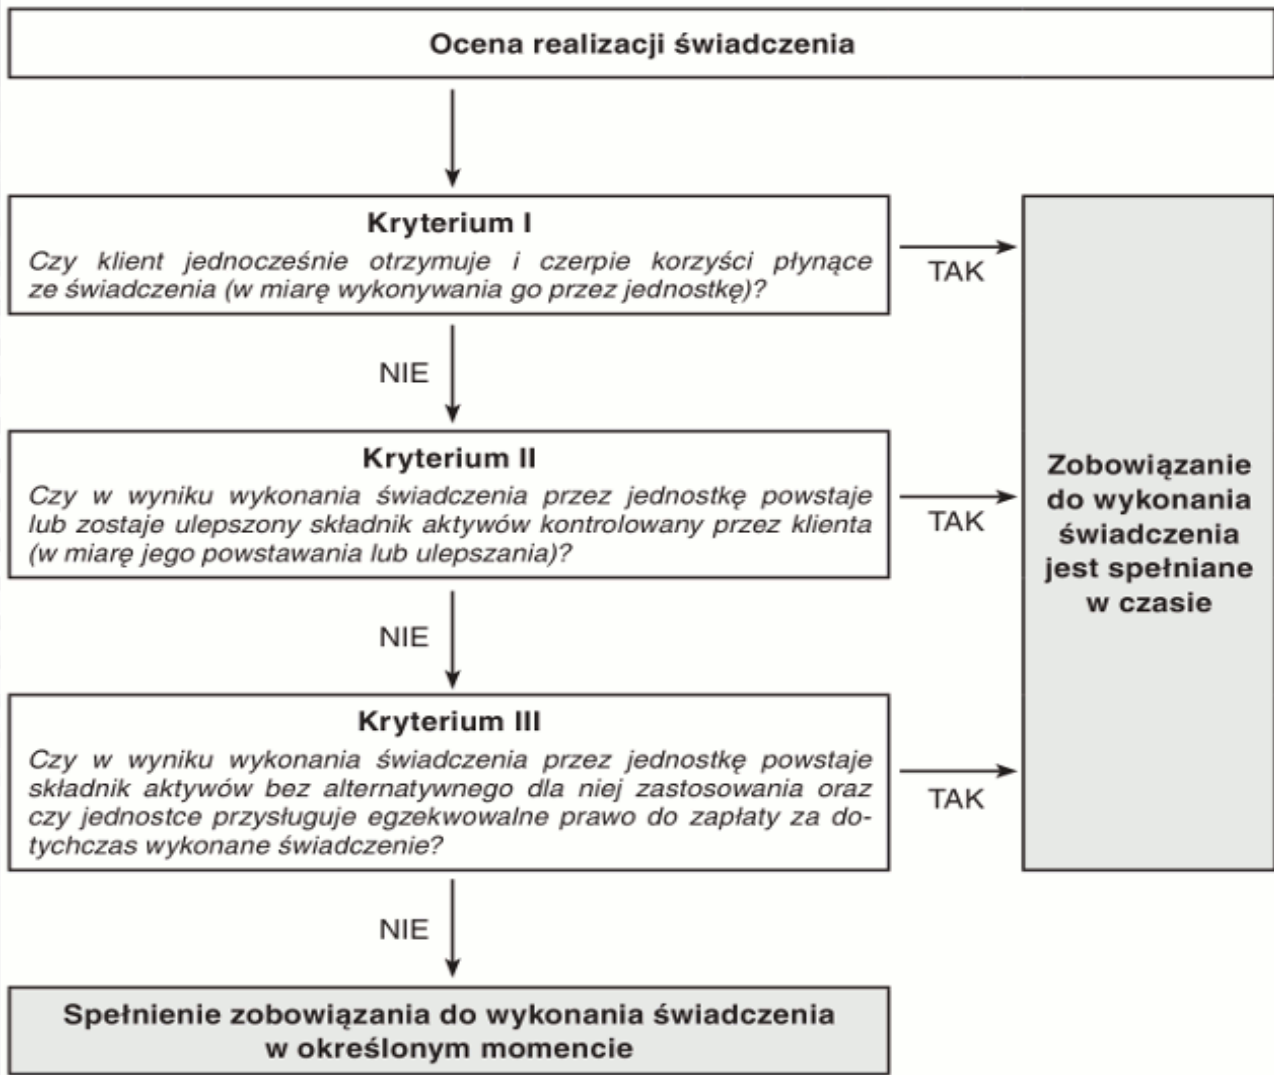 Ocena realizacji świadczenia
Kryterium I
Czy klient jednocześnie otrzymuje i czerpie korzyści płynące
ze świadczenia (w miarę wykonywania go przez jednostkę)?
TAK
NIE
Kryterium II
Czy w wyniku wykonania świadczenia przez jednostkę powstaje
lub zostaje ulepszony składnik aktywów kontrolowany przez klienta
(w miarę jego powstawania lub ulepszania)?
TAK
NIE
Kryterium III
Czy w wyniku wykonania świadczenia przez jednostkę powstaje
składnik aktywów bez alternatywnego dla niej zastosowania oraz
czy jednostce przysługuje egzekwowalne prawo do zapłaty za do-
tychczas wykonane świadczenie?
TAK
NIE
Zobowiązanie
do wykonania
świadczenia
jest spełniane
w czasie
Spełnienie zobowiązania do wykonania świadczenia
w określonym momencie